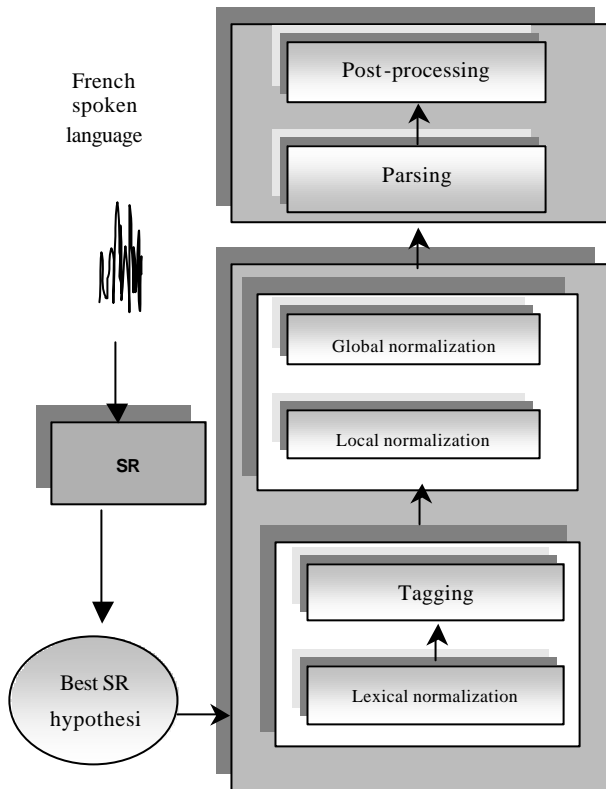 French
spoken
language
SR
Best SR
hypothesi
Post-processing
Parsing
Global normalization
Local normalization
Tagging
Lexical normalization